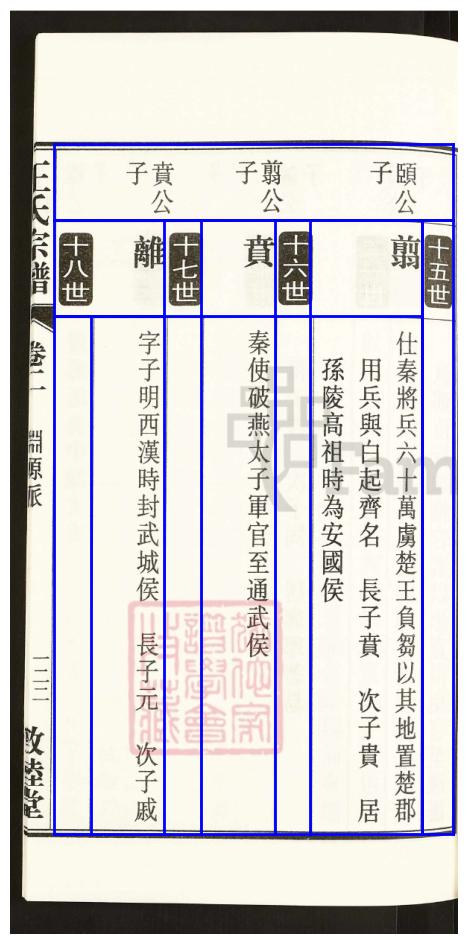 十五世
頤公
子
翦
仕秦將兵六十萬虜楚王負芻以其地置楚郡
用兵與白起齊名 長子賁 次子貴 居
孫陵高祖時為安國侯
十六世
翦公
子
賁
秦使破燕太子軍官至通武侯
十七世
賁公
子
離
字子明西漢時封武城侯 長子元 次子威
十八世
王氏宗譜
卷二
淵源派
一三二
敦睦堂
Fam